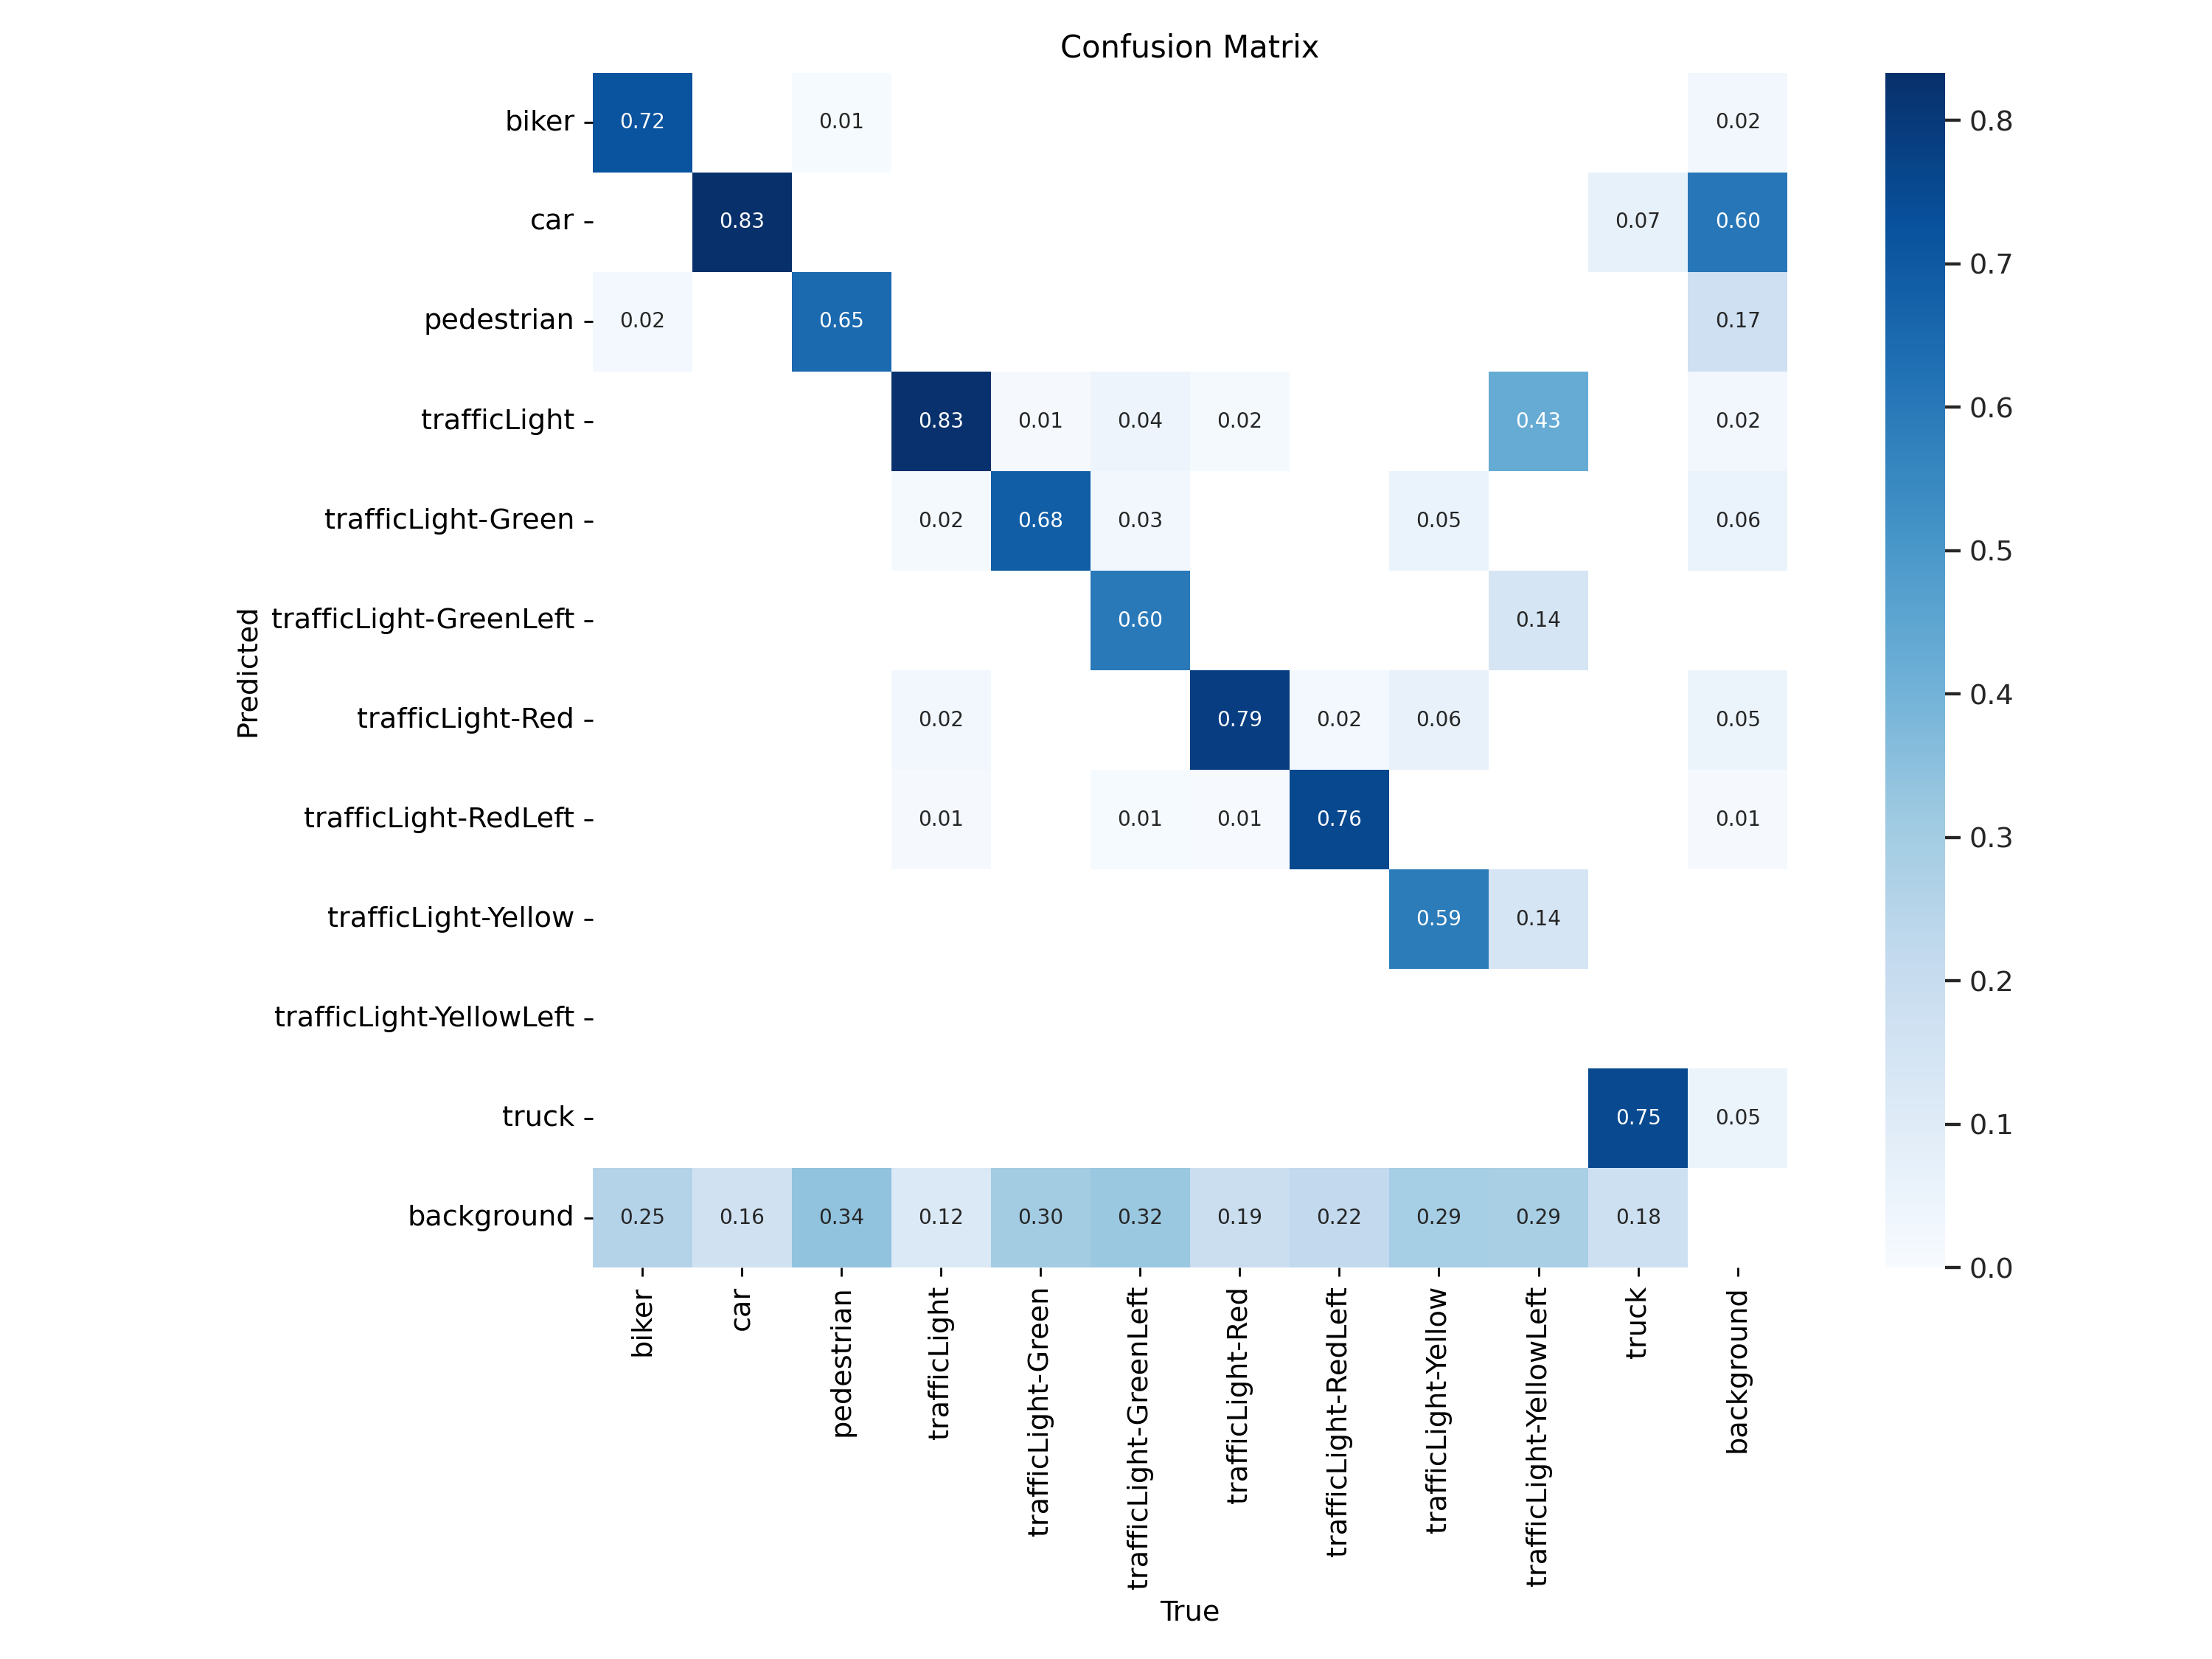 Confusion Matrix
biker 0.72 0.01 0.02
car 0.83 0.07 0.60
pedestrian 0.02 0.65 0.17
trafficLight 0.83 0.01 0.04 0.02 0.43 0.02
trafficLight-Green 0.02 0.68 0.03 0.05 0.06
trafficLight-GreenLeft 0.60 0.14
trafficLight-Red 0.02 0.79 0.02 0.06 0.05
trafficLight-RedLeft 0.01 0.01 0.01 0.76 0.01
trafficLight-Yellow 0.59 0.14
trafficLight-YellowLeft
truck 0.75 0.05
background 0.25 0.16 0.34 0.12 0.30 0.32 0.19 0.22 0.29 0.29 0.18
Predicted
biker
car
pedestrian
trafficLight
trafficLight-Green
trafficLight-GreenLeft
trafficLight-Red
trafficLight-RedLeft
trafficLight-Yellow
trafficLight-YellowLeft
truck
background
True
0.8
0.7
0.6
0.5
0.4
0.3
0.2
0.1
0.0